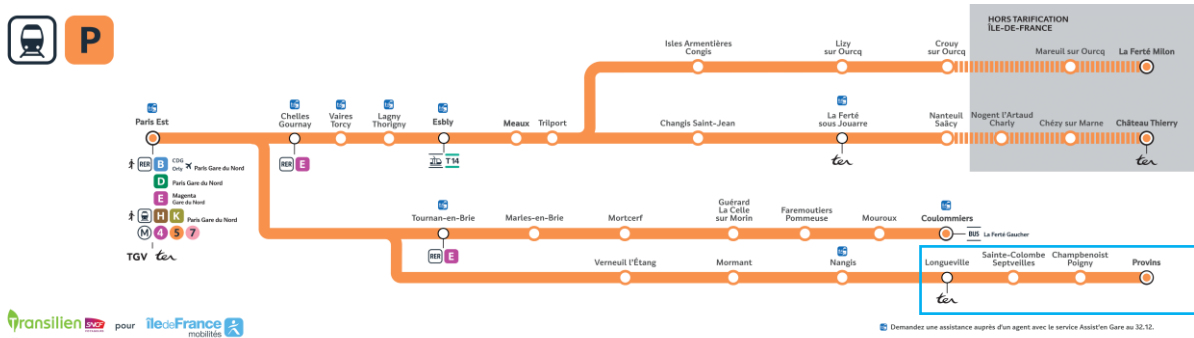 P
HORS TARIFICATION
ÎLE-DE-FRANCE
Isles Armentières
Congis
Lizy
sur Ourcq
Crouy
sur Ourcq
Mareuil sur Ourcq
La Ferté Milon
Paris Est
Chelles
Gournay
Vaires
Torcy
Lagny
Thorigny
Esbly
Meaux
Trilport
Changis Saint-Jean
La Ferté
sous Jouarre
Nanteuil
Saâcy
Nogent l'Artaud
Charly
Chézy sur Marne
Château Thierry
RER B CDG Orly Paris Gare du Nord
D Paris Gare du Nord
E Magenta
Gare du Nord
H K Paris Gare du Nord
M 4 5 7
TGV ter
RER E
T14
ter
ter
Tournan-en-Brie
Marles-en-Brie
Mortcerf
Guérard
La Celle
sur Morin
Faremoutiers
Pommeuse
Mouroux
Coulommiers
BUS La Ferté Gaucher
RER E
Verneuil l'Étang
Mormant
Nangis
Longueville
Sainte-Colombe
Septveilles
Champbenoist
Poigny
Provins
ter
Transilien SNCF pour îledeFrance
mobilités
Demandez une assistance auprès d'un agent avec le service Assist'en Gare au 32.12.